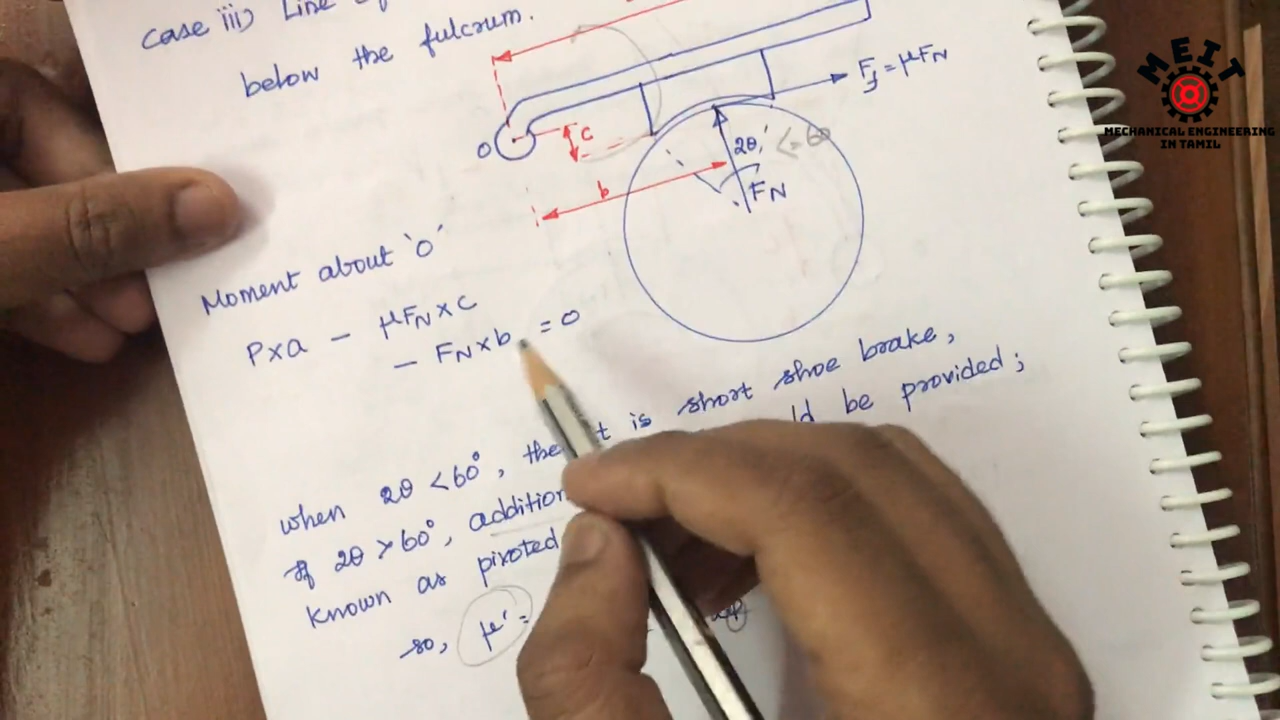 case iii) Line
below the fulcrum.
Ff = μFN
O
c
2θ' <= 60
b
FN
Moment about 'O'
P×a - μFN×c
- FN×b = 0
when 2θ < 60°, the it is short shoe brake,
If 2θ > 60°, addition be provided;
known as pivoted
so, μ' =
MEIT
MECHANICAL ENGINEERING
IN TAMIL